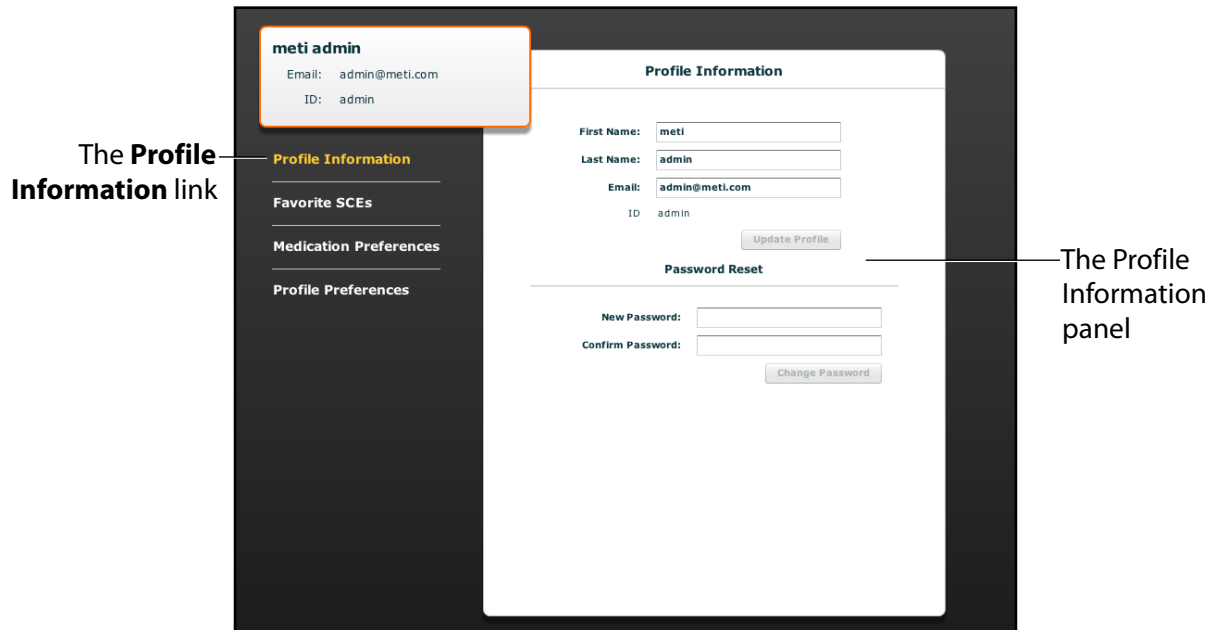 meti admin
Email: admin@meti.com
ID: admin
The Profile
Information link
Profile Information
Favorite SCEs
Medication Preferences
Profile Preferences
Profile Information
First Name: meti
Last Name: admin
Email: admin@meti.com
ID admin
Update Profile
Password Reset
New Password:
Confirm Password:
Change Password
The Profile
Information
panel